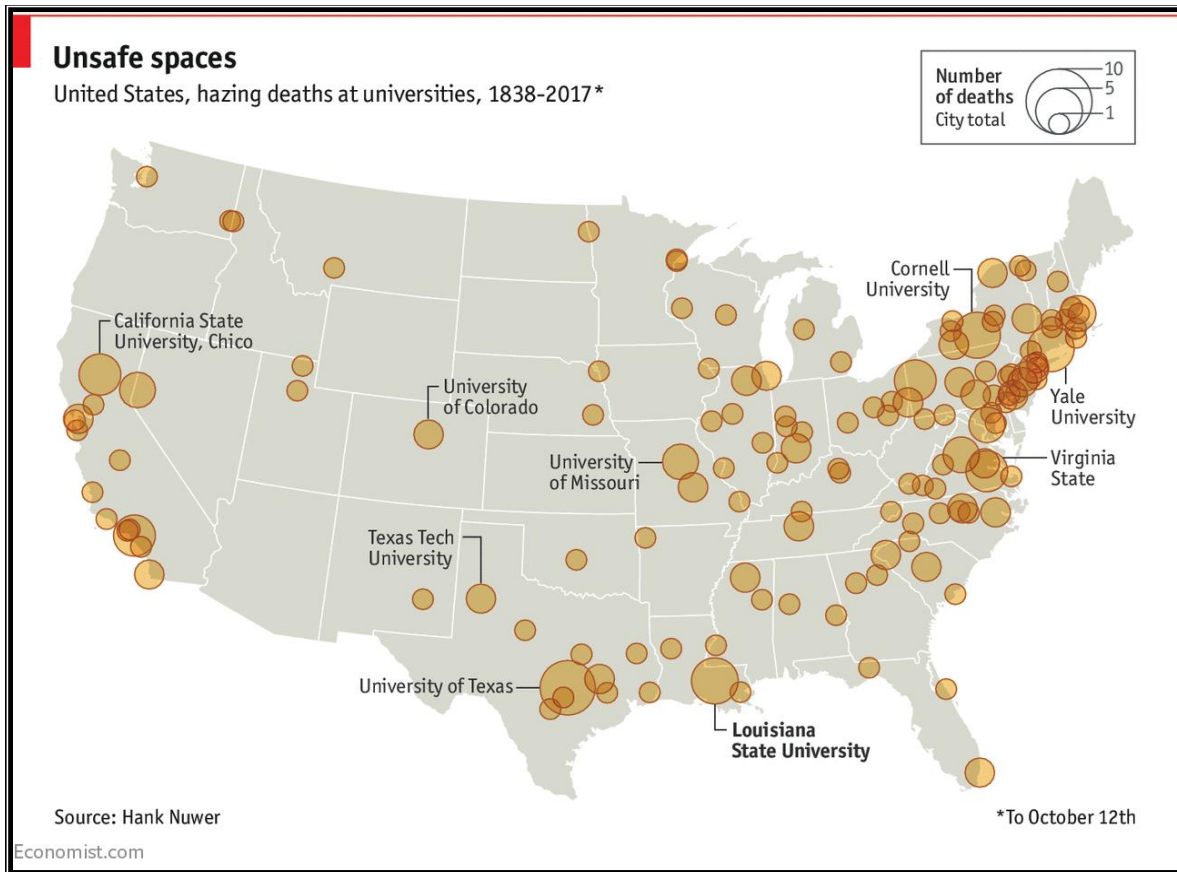 Unsafe spaces
United States, hazing deaths at universities, 1838-2017*
Number
of deaths
City total
10
5
1
Cornell
University
California State
University, Chico
University
of Colorado
Yale
University
University
of Missouri
Virginia
State
Texas Tech
University
University of Texas
Louisiana
State University
Source: Hank Nuwer
*To October 12th
Economist.com